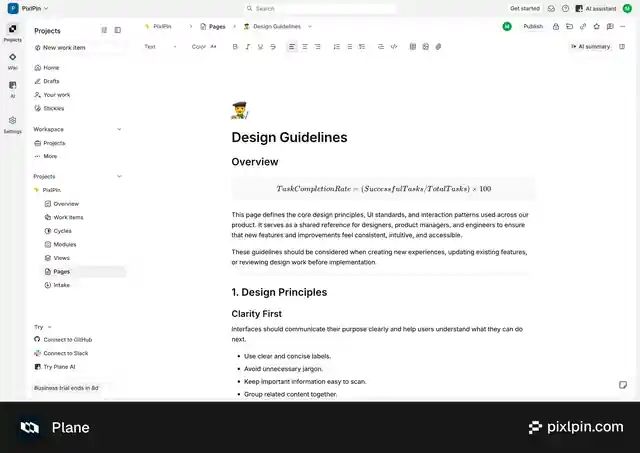 PixlPin
Search
Get started
AI assistant
M
Projects
Wiki
AI
Settings
Projects
New work item
Home
Drafts
Your work
Stickies
Workspace
Projects
More
Projects
PixlPin
Overview
Work items
Cycles
Modules
Views
Pages
Intake
Try
Connect to GitHub
Connect to Slack
Try Plane AI
Business trial ends in 8d
PixlPin > Pages > Design Guidelines
M
Publish
Text
Color Aa
B I U S
AI summary
Design Guidelines
Overview
TaskCompletionRate = (SuccessfulTasks/TotalTasks) × 100
This page defines the core design principles, UI standards, and interaction patterns used across our
product. It serves as a shared reference for designers, product managers, and engineers to ensure
that new features and improvements feel consistent, intuitive, and accessible.
These guidelines should be considered when creating new experiences, updating existing features,
or reviewing design work before implementation.
1. Design Principles
Clarity First
Interfaces should communicate their purpose clearly and help users understand what they can do
next.
• Use clear and concise labels.
• Avoid unnecessary jargon.
• Keep important information easy to scan.
• Group related content together.
Plane
pixlpin.com